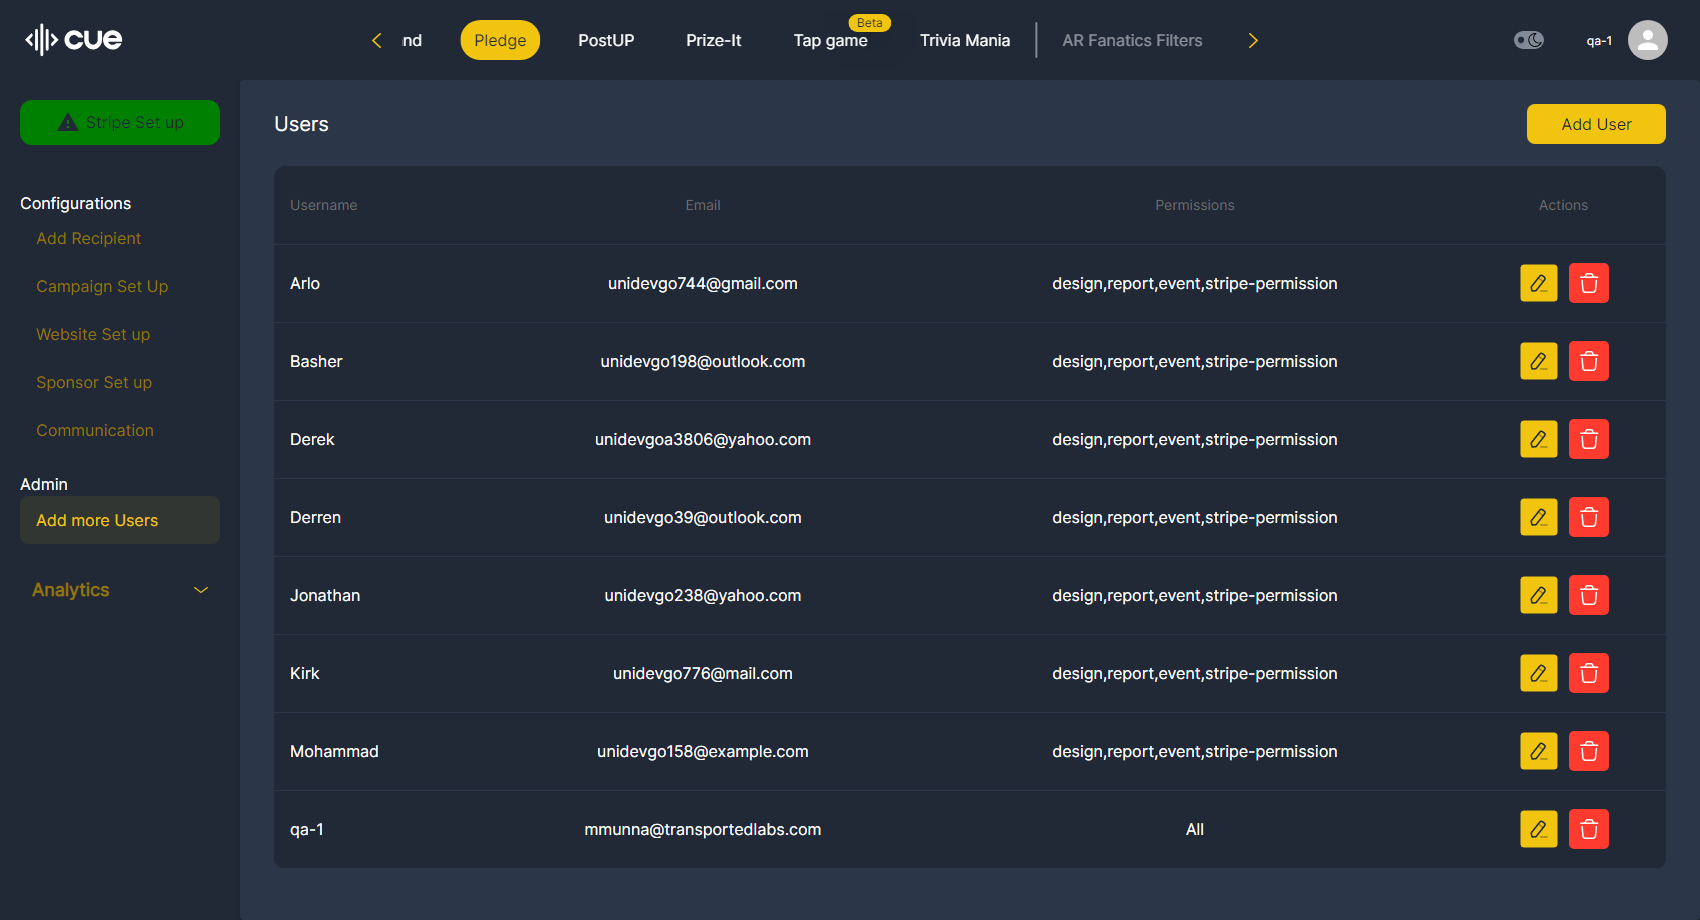 cue
nd
Pledge
PostUP
Prize-It
Beta
Tap game
Trivia Mania
AR Fanatics Filters
qa-1
Stripe Set up
Configurations
Add Recipient
Campaign Set Up
Website Set up
Sponsor Set up
Communication
Admin
Add more Users
Analytics
Users
Add User
Username Email Permissions Actions
Arlo unidevgo744@gmail.com design,report,event,stripe-permission
Basher unidevgo198@outlook.com design,report,event,stripe-permission
Derek unidevgoa3806@yahoo.com design,report,event,stripe-permission
Derren unidevgo39@outlook.com design,report,event,stripe-permission
Jonathan unidevgo238@yahoo.com design,report,event,stripe-permission
Kirk unidevgo776@mail.com design,report,event,stripe-permission
Mohammad unidevgo158@example.com design,report,event,stripe-permission
qa-1 mmunna@transportedlabs.com All